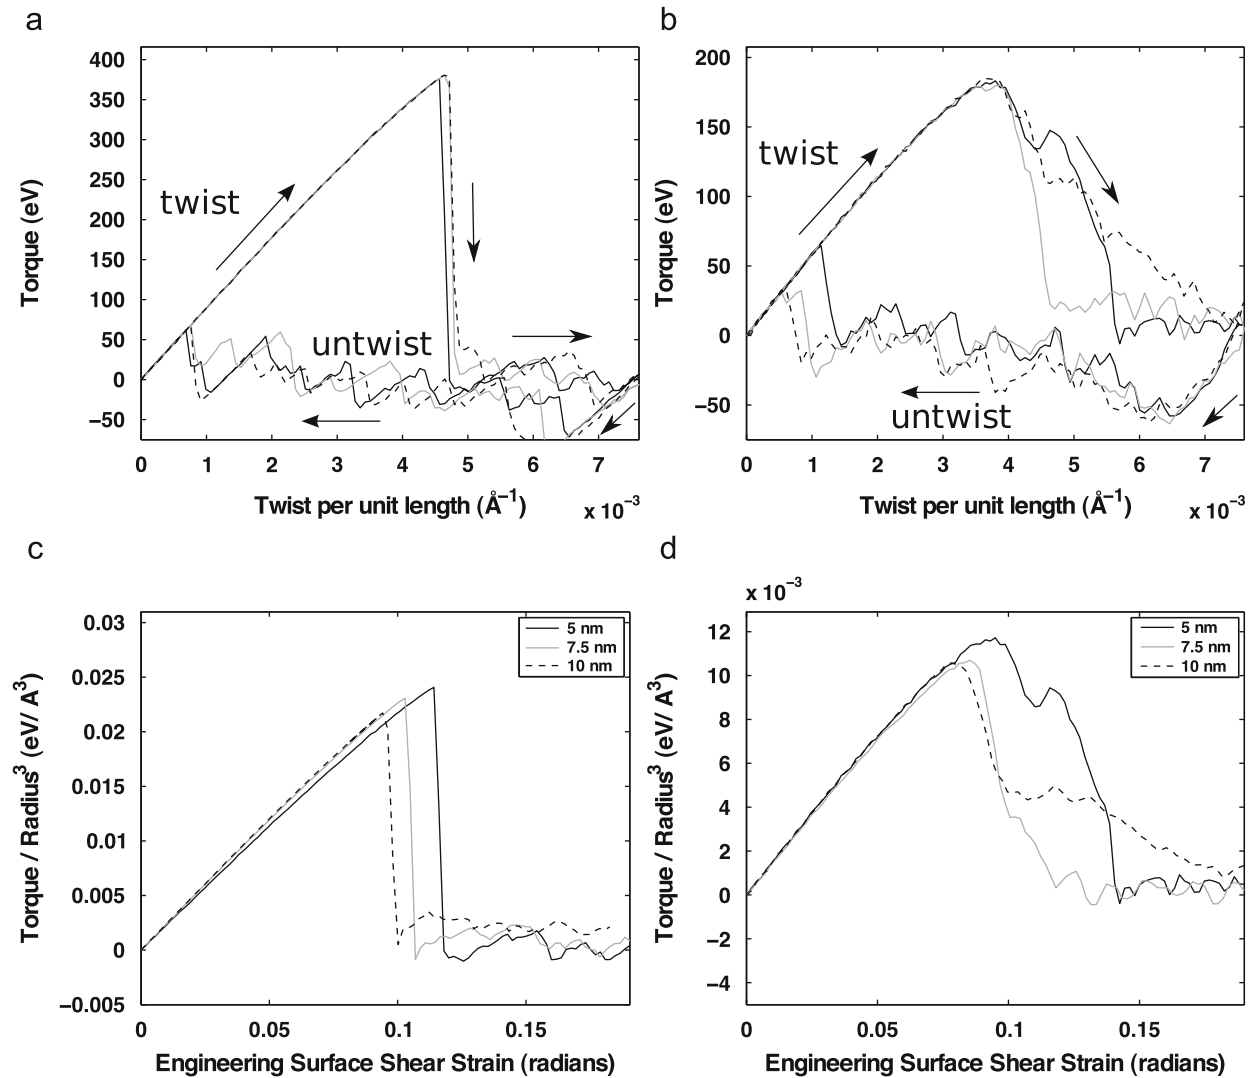 a
400
350
300
250
200
150
100
50
0
−50
Torque (eV)
twist
untwist
0 1 2 3 4 5 6 7
Twist per unit length (Å⁻¹)
x 10⁻³
b
200
150
100
50
0
−50
Torque (eV)
twist
untwist
0 1 2 3 4 5 6 7
Twist per unit length (Å⁻¹)
x 10⁻³
c
0.03
0.025
0.02
0.015
0.01
0.005
0
−0.005
Torque / Radius³ (eV/ A³)
5 nm
7.5 nm
10 nm
0 0.05 0.1 0.15
Engineering Surface Shear Strain (radians)
d
x 10⁻³
12
10
8
6
4
2
0
−2
−4
Torque / Radius³ (eV/ A³)
5 nm
7.5 nm
10 nm
0 0.05 0.1 0.15
Engineering Surface Shear Strain (radians)